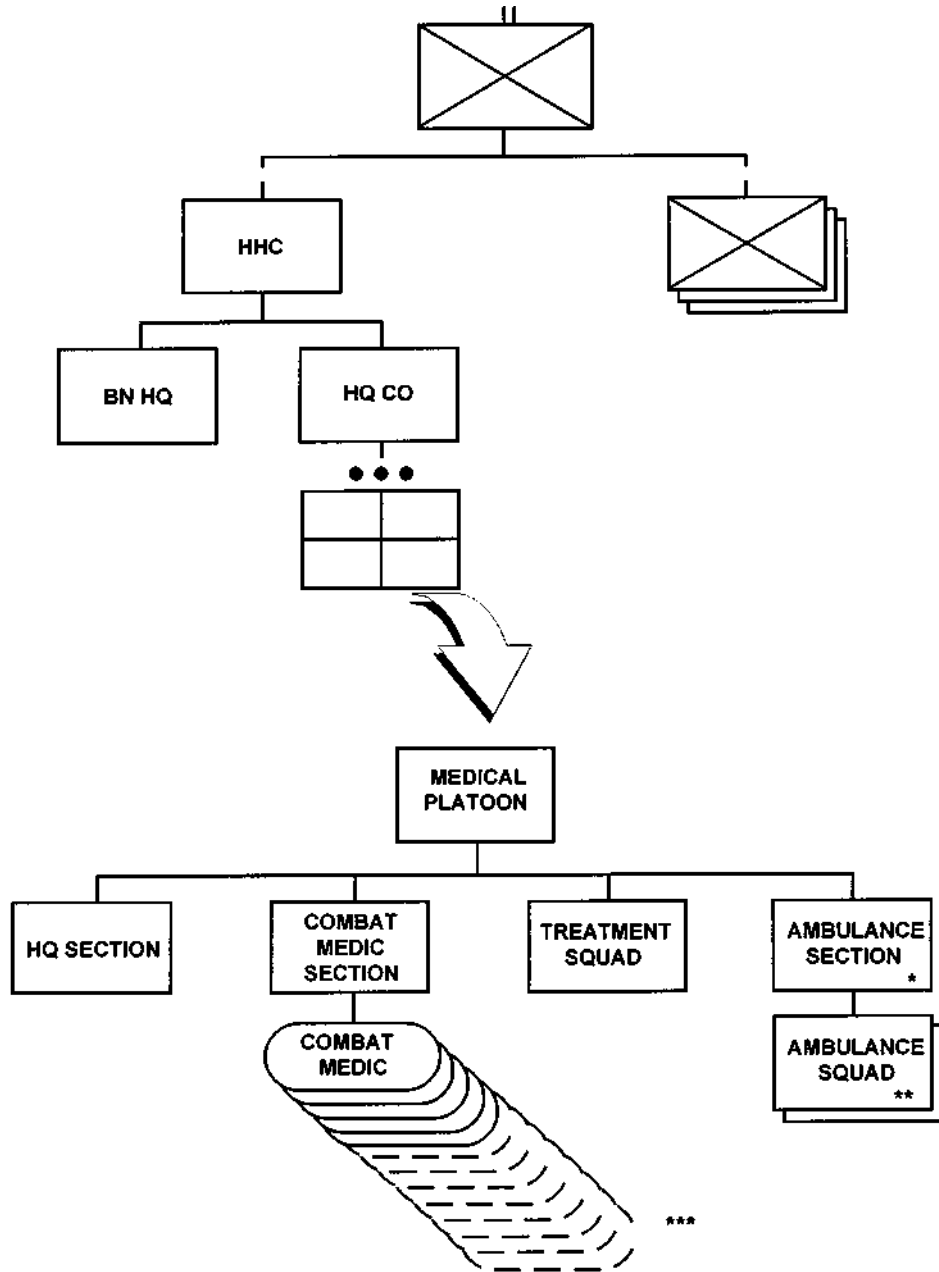 HHC
BN HQ
HQ CO
MEDICAL
PLATOON
HQ SECTION
COMBAT
MEDIC
SECTION
TREATMENT
SQUAD
AMBULANCE
SECTION
*
COMBAT
MEDIC
AMBULANCE
SQUAD
**
***